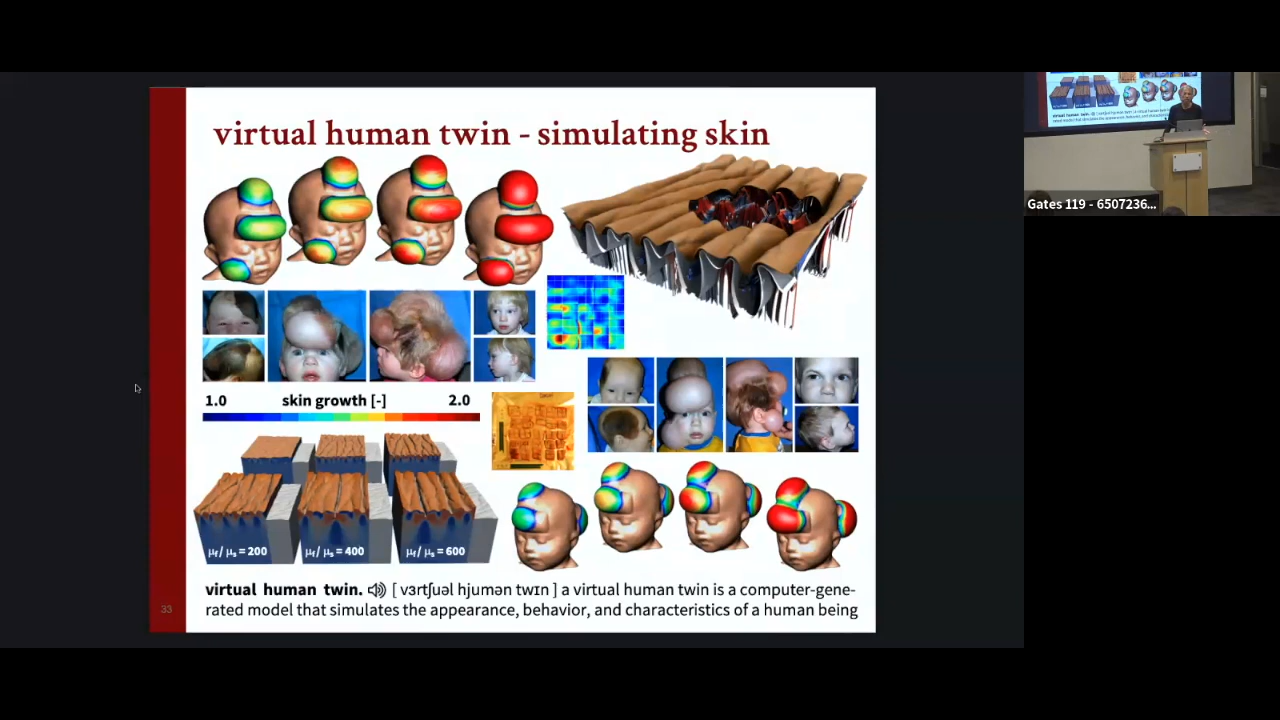 virtual human twin - simulating skin
1.0 skin growth [-] 2.0
μf / μs = 200
μf / μs = 400
μf / μs = 600
virtual human twin. [ vɜrtʃuəl hjumən twɪn ] a virtual human twin is a computer-gene-
rated model that simulates the appearance, behavior, and characteristics of a human being
33
Gates 119 - 6507236...